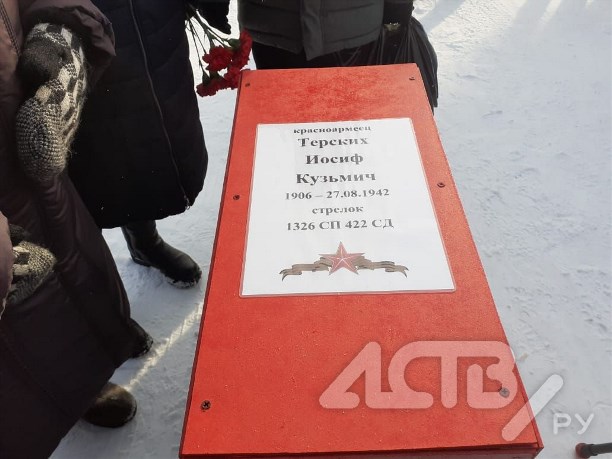 красноармеец
Терских
Иосиф
Кузьмич
1906 – 27.08.1942
стрелок
1326 СП 422 СД
АСТВ.РУ